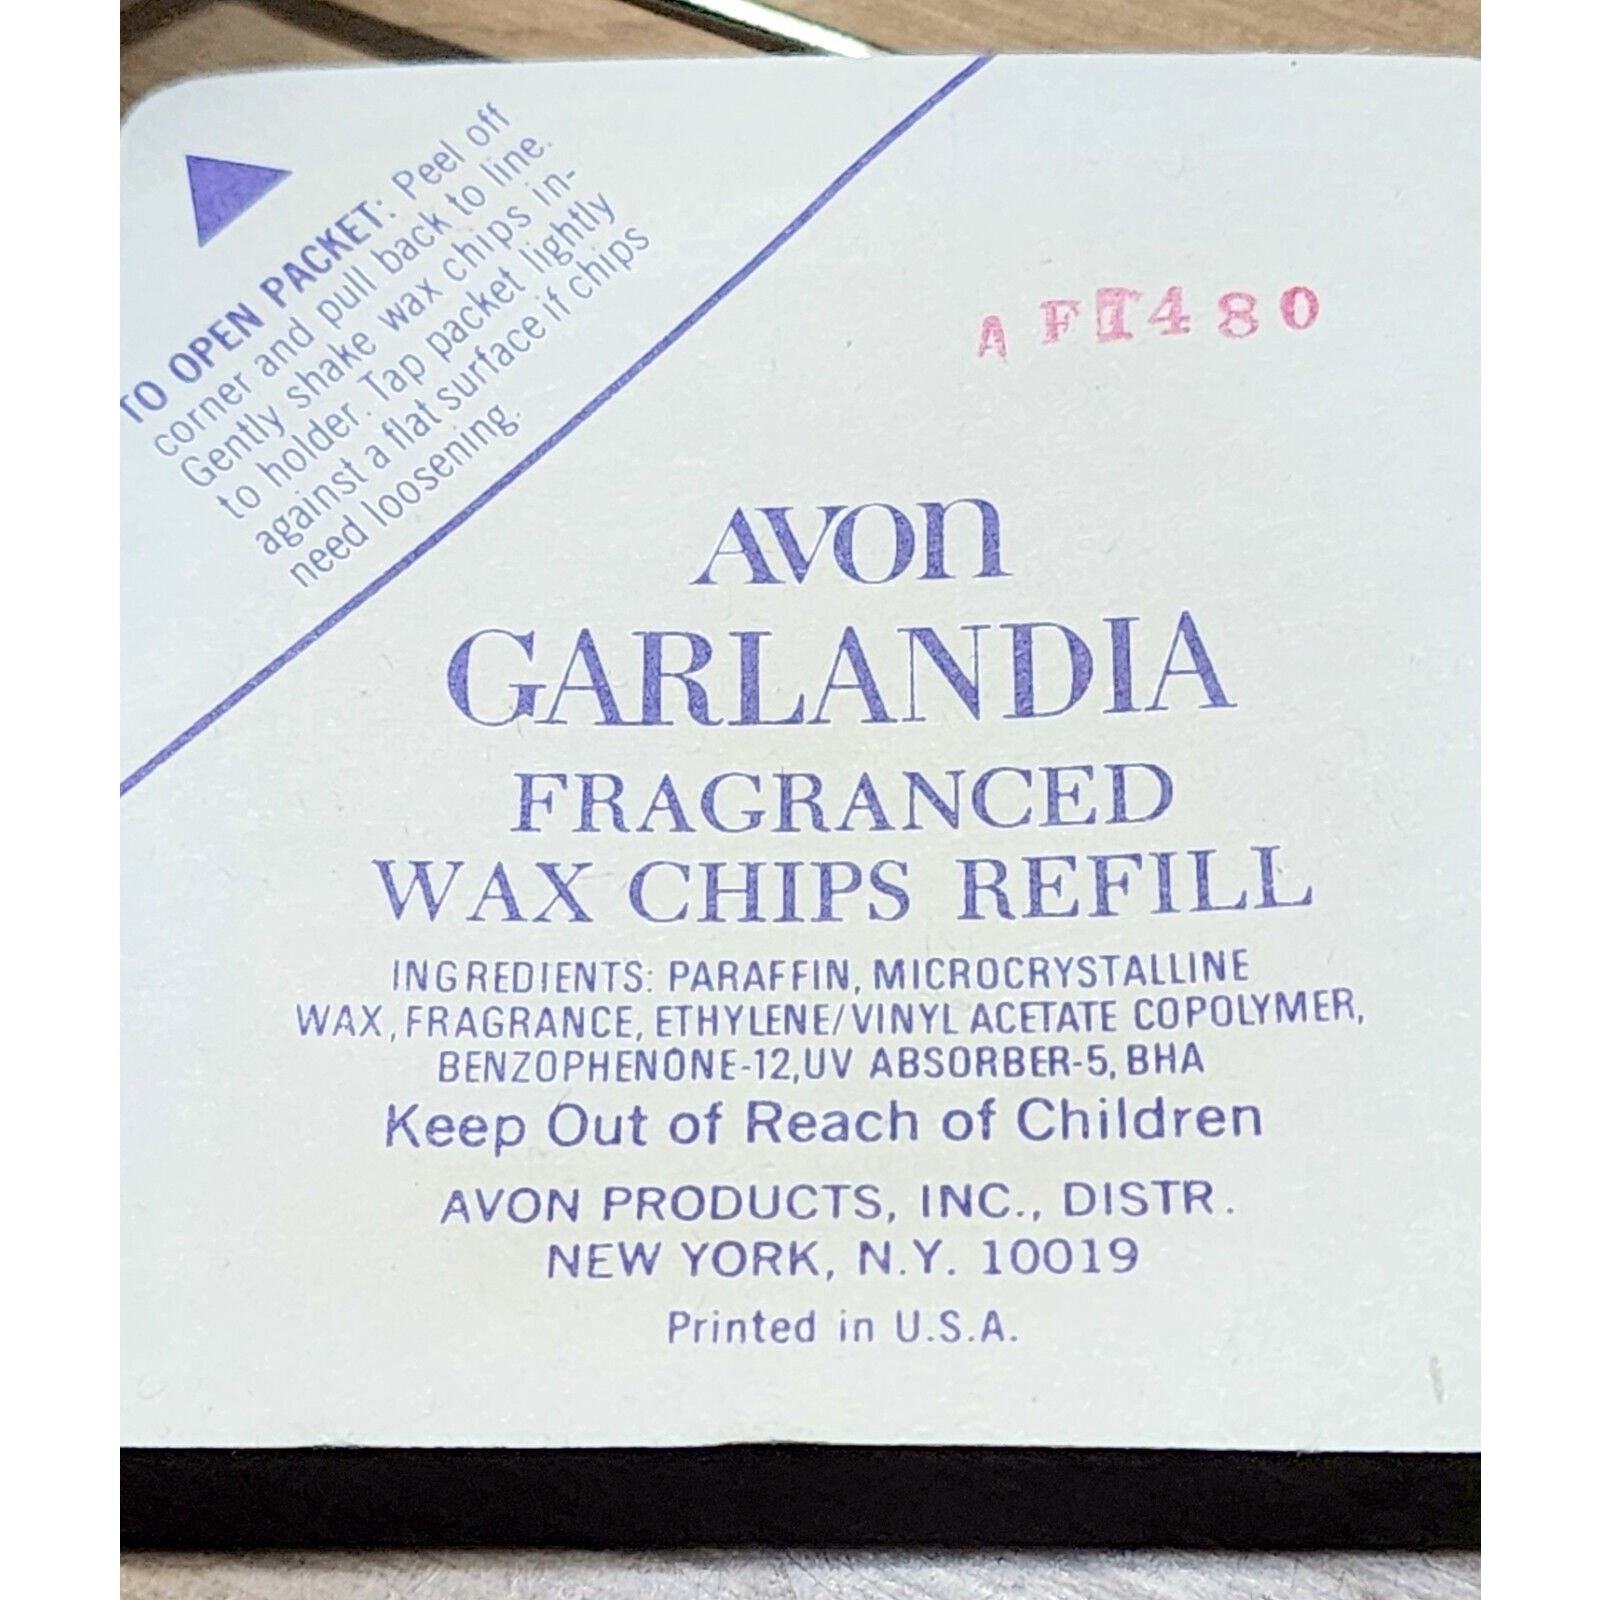 TO OPEN PACKET: Peel off
corner and pull back to line.
Gently shake wax chips in-
to holder. Tap packet lightly
against a flat surface if chips
need loosening.
AVON
GARLANDIA
FRAGRANCED
WAX CHIPS REFILL
INGREDIENTS: PARAFFIN, MICROCRYSTALLINE
WAX, FRAGRANCE, ETHYLENE/VINYL ACETATE COPOLYMER,
BENZOPHENONE-12,UV ABSORBER-5, BHA
Keep Out of Reach of Children
AVON PRODUCTS, INC., DISTR.
NEW YORK, N.Y. 10019
Printed in U.S.A.